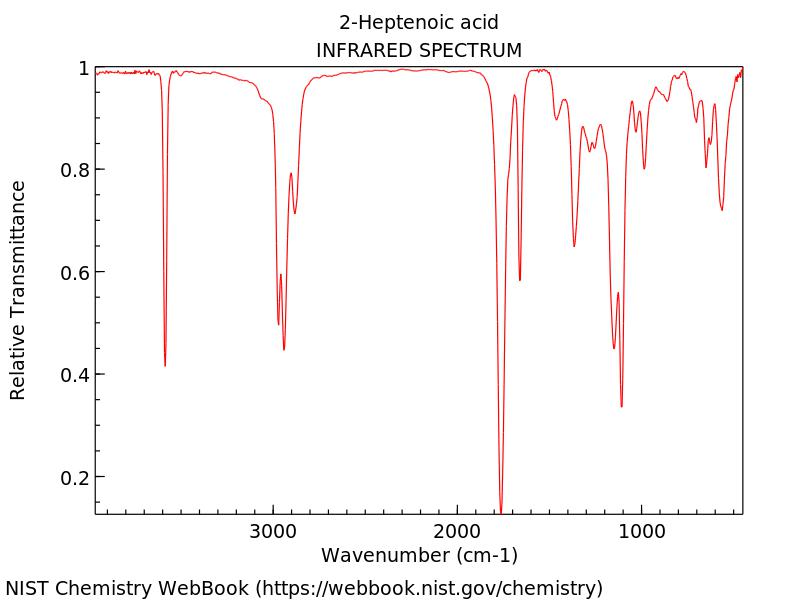 2-Heptenoic acid
INFRARED SPECTRUM
1
0.8
0.6
0.4
0.2
Relative Transmittance
3000 2000 1000
Wavenumber (cm-1)
NIST Chemistry WebBook (https://webbook.nist.gov/chemistry)